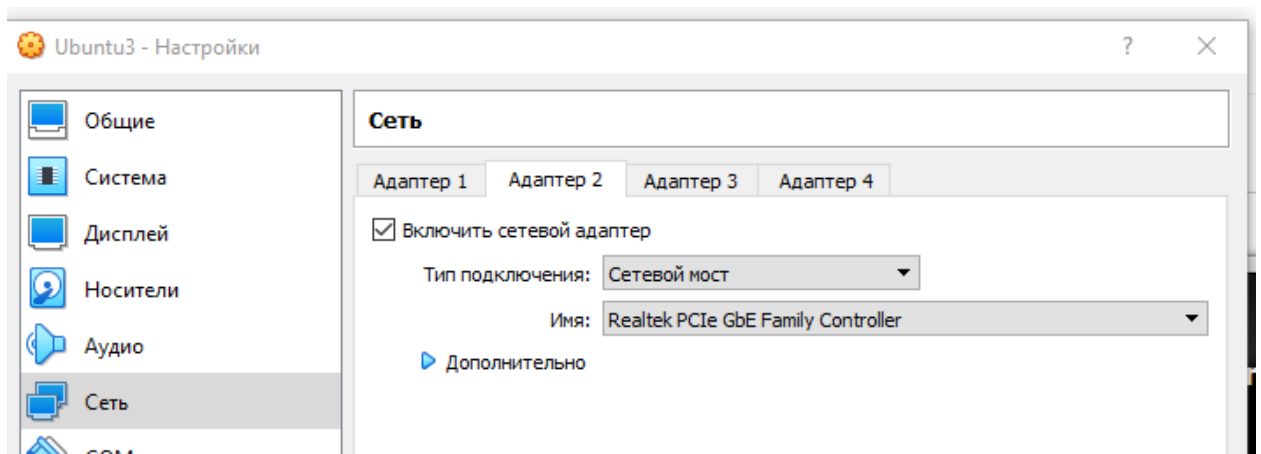 Ubuntu3 - Настройки
?
Общие
Система
Дисплей
Носители
Аудио
Сеть
COM
Сеть
Адаптер 1 Адаптер 2 Адаптер 3 Адаптер 4
Включить сетевой адаптер
Тип подключения: Сетевой мост
Имя: Realtek PCIe GbE Family Controller
Дополнительно